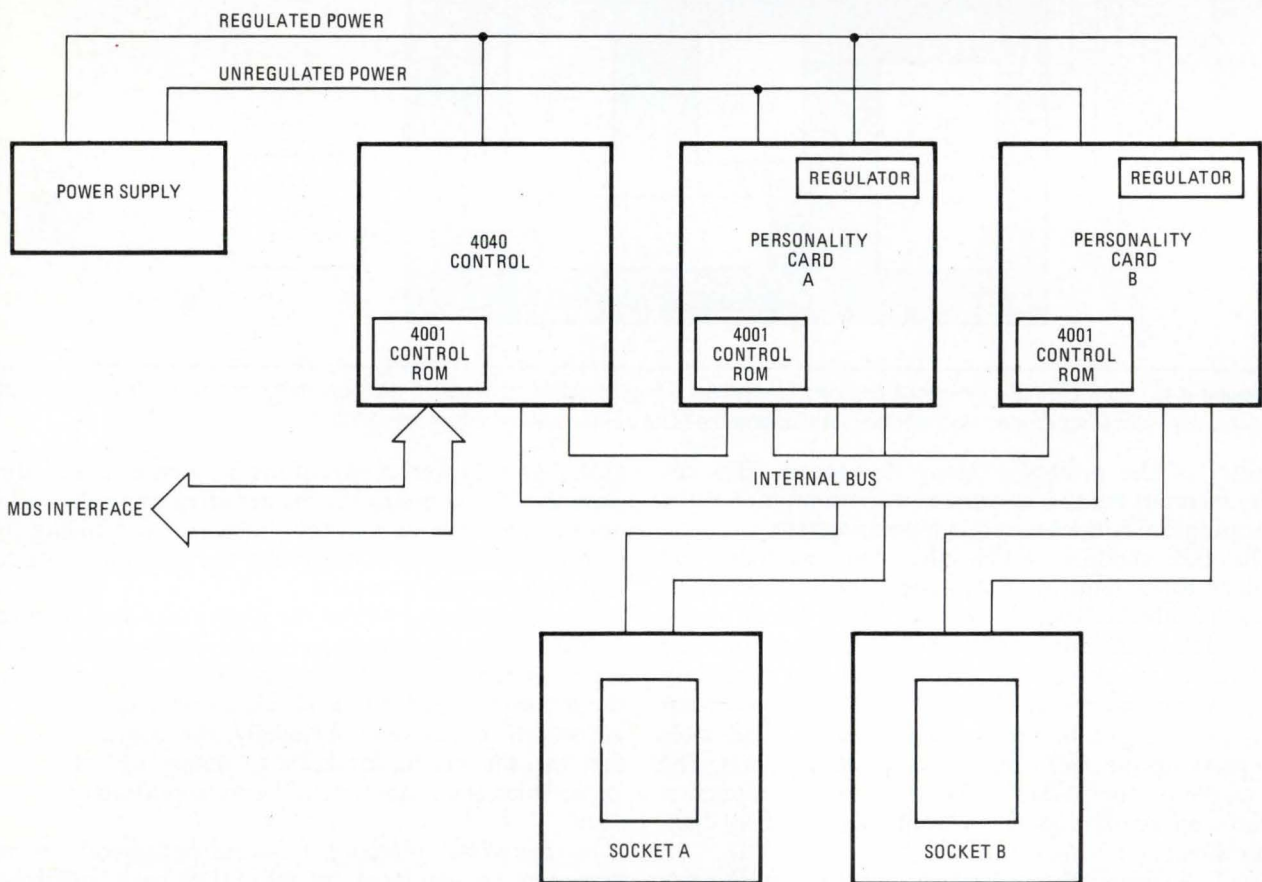 REGULATED POWER
UNREGULATED POWER
POWER SUPPLY
4040
CONTROL
4001
CONTROL
ROM
REGULATOR
PERSONALITY
CARD
A
4001
CONTROL
ROM
REGULATOR
PERSONALITY
CARD
B
4001
CONTROL
ROM
MDS INTERFACE
INTERNAL BUS
SOCKET A
SOCKET B